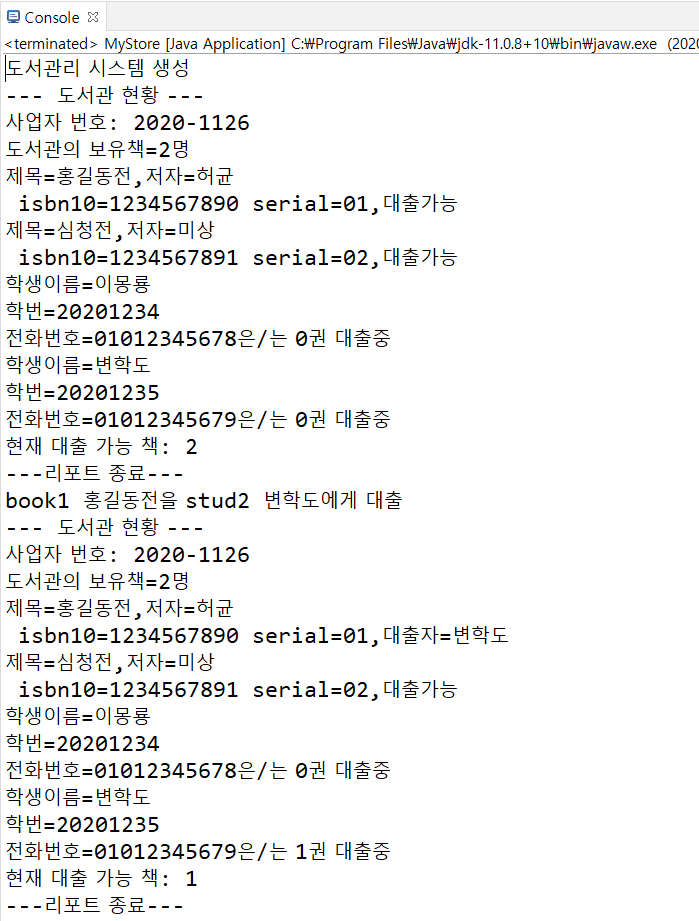 Console
<terminated> MyStore [Java Application] C:₩Program Files₩Java₩jdk-11.0.8+10₩bin₩javaw.exe (202
도서관리 시스템 생성
--- 도서관 현황 ---
사업자 번호: 2020-1126
도서관의 보유책=2명
제목=홍길동전,저자=허균
 isbn10=1234567890 serial=01,대출가능
제목=심청전,저자=미상
 isbn10=1234567891 serial=02,대출가능
학생이름=이몽룡
학번=20201234
전화번호=01012345678은/는 0권 대출중
학생이름=변학도
학번=20201235
전화번호=01012345679은/는 0권 대출중
현재 대출 가능 책: 2
---리포트 종료---
book1 홍길동전을 stud2 변학도에게 대출
--- 도서관 현황 ---
사업자 번호: 2020-1126
도서관의 보유책=2명
제목=홍길동전,저자=허균
 isbn10=1234567890 serial=01,대출자=변학도
제목=심청전,저자=미상
 isbn10=1234567891 serial=02,대출가능
학생이름=이몽룡
학번=20201234
전화번호=01012345678은/는 0권 대출중
학생이름=변학도
학번=20201235
전화번호=01012345679은/는 1권 대출중
현재 대출 가능 책: 1
---리포트 종료---